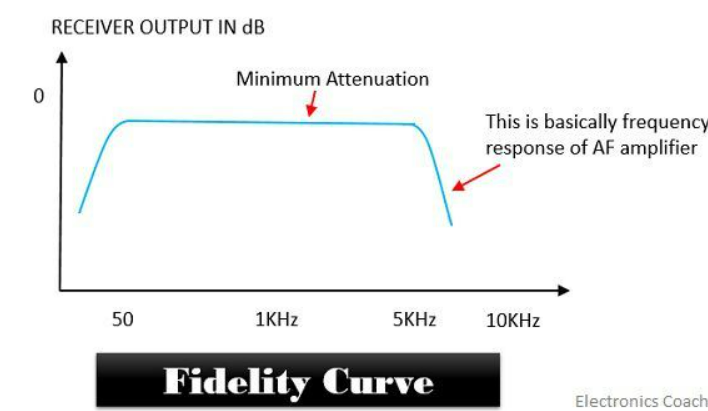 RECEIVER OUTPUT IN dB
0
Minimum Attenuation
This is basically frequency
response of AF amplifier
50 1KHz 5KHz 10KHz
Fidelity Curve
Electronics Coach